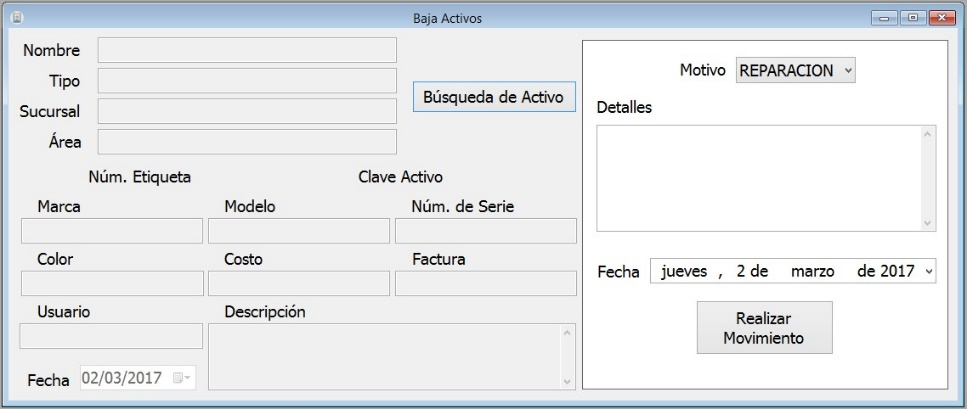 Baja Activos
Nombre
Tipo
Sucursal
Área
Búsqueda de Activo
Núm. Etiqueta Clave Activo
Marca Modelo Núm. de Serie
Color Costo Factura
Usuario Descripción
Fecha 02/03/2017
Motivo REPARACION
Detalles
Fecha jueves , 2 de marzo de 2017
Realizar
Movimiento